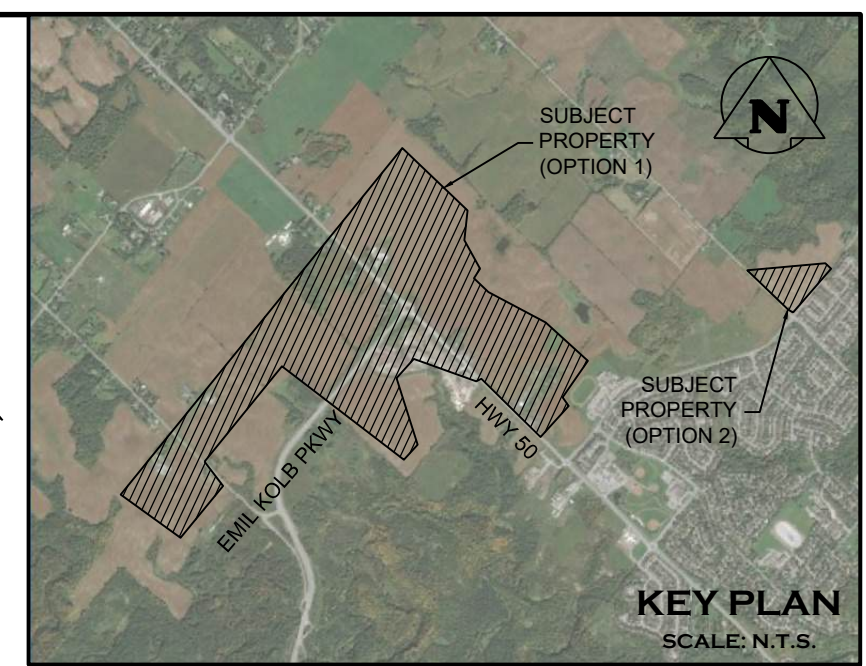 SUBJECT
PROPERTY
(OPTION 1)
N
SUBJECT
PROPERTY
(OPTION 2)
HWY 50
EMIL KOLB PKWY
KEY PLAN
SCALE: N.T.S.